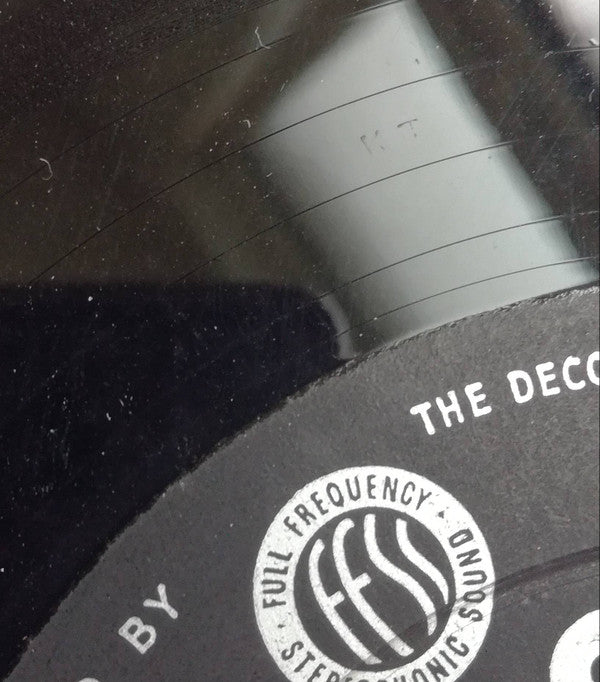 K T
THE DECC
· FULL FREQUENCY · STEREOPHONIC SOUND
FFSS
BY